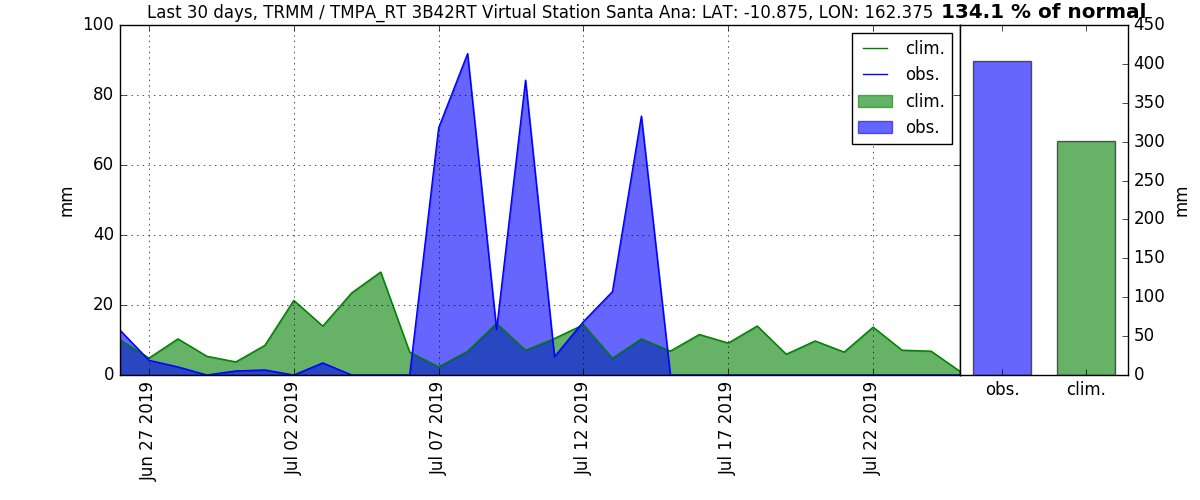 Last 30 days, TRMM / TMPA_RT 3B42RT Virtual Station Santa Ana: LAT: -10.875, LON: 162.375 134.1 % of normal
100
80
60
40
20
0
mm
clim.
obs.
clim.
obs.
450
400
350
300
250
200
150
100
50
0
mm
obs.
clim.
Jun 27 2019
Jul 02 2019
Jul 07 2019
Jul 12 2019
Jul 17 2019
Jul 22 2019